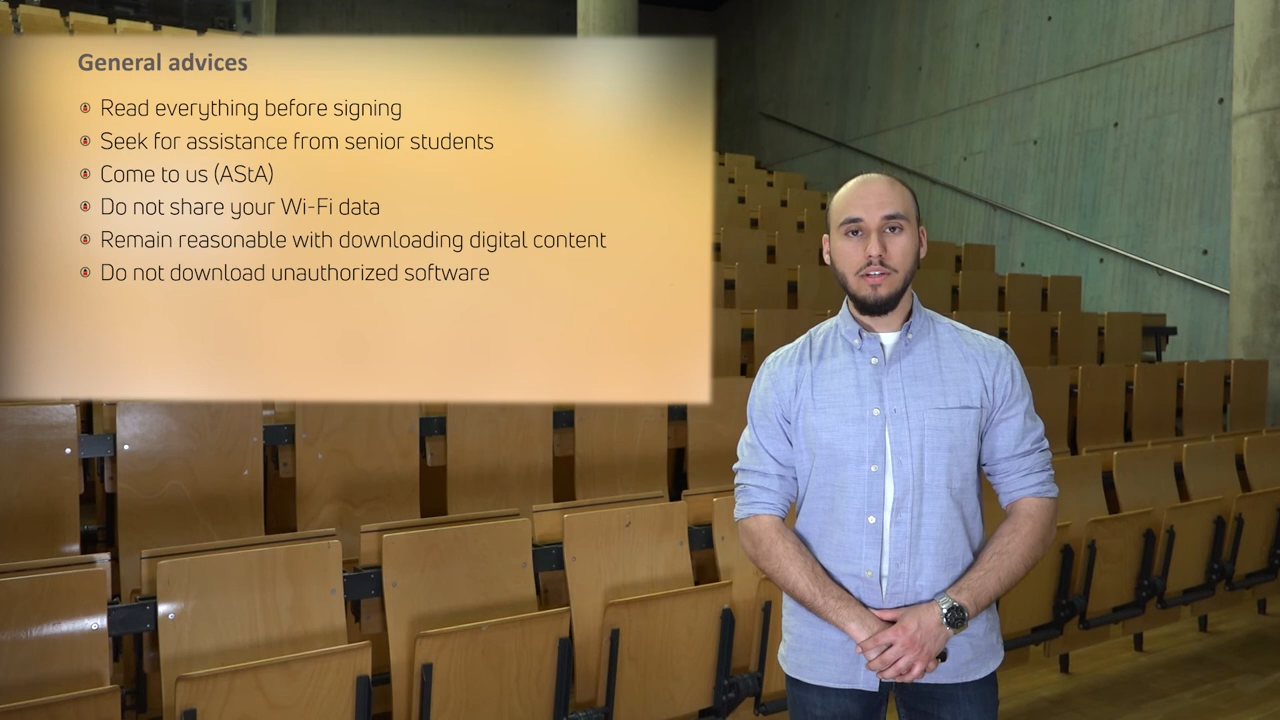 General advices
Read everything before signing
Seek for assistance from senior students
Come to us (AStA)
Do not share your Wi-Fi data
Remain reasonable with downloading digital content
Do not download unauthorized software